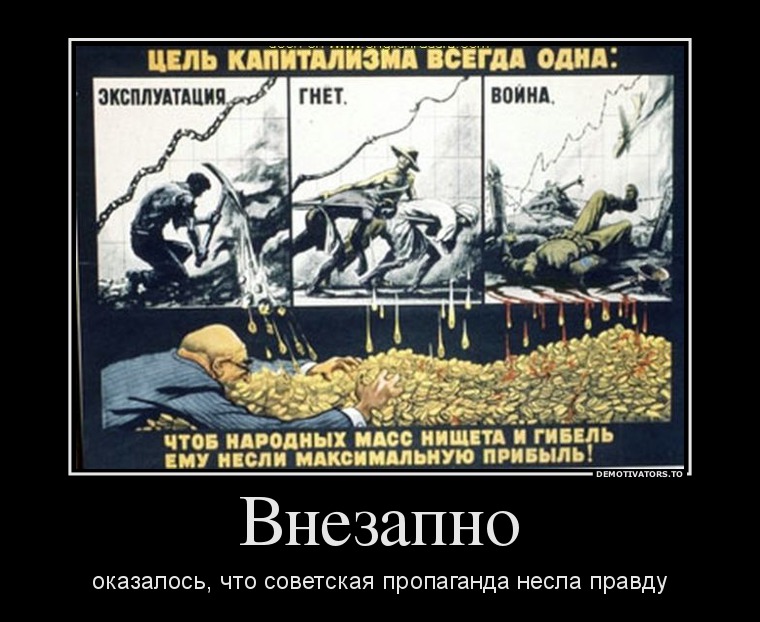 ЦЕЛЬ КАПИТАЛИЗМА ВСЕГДА ОДНА:
ЭКСПЛУАТАЦИЯ, ГНЁТ, ВОЙНА,
ЧТОБ НАРОДНЫХ МАСС НИЩЕТА И ГИБЕЛЬ
ЕМУ НЕСЛИ МАКСИМАЛЬНУЮ ПРИБЫЛЬ!
DEMOTIVATORS.TO
Внезапно
оказалось, что советская пропаганда несла правду